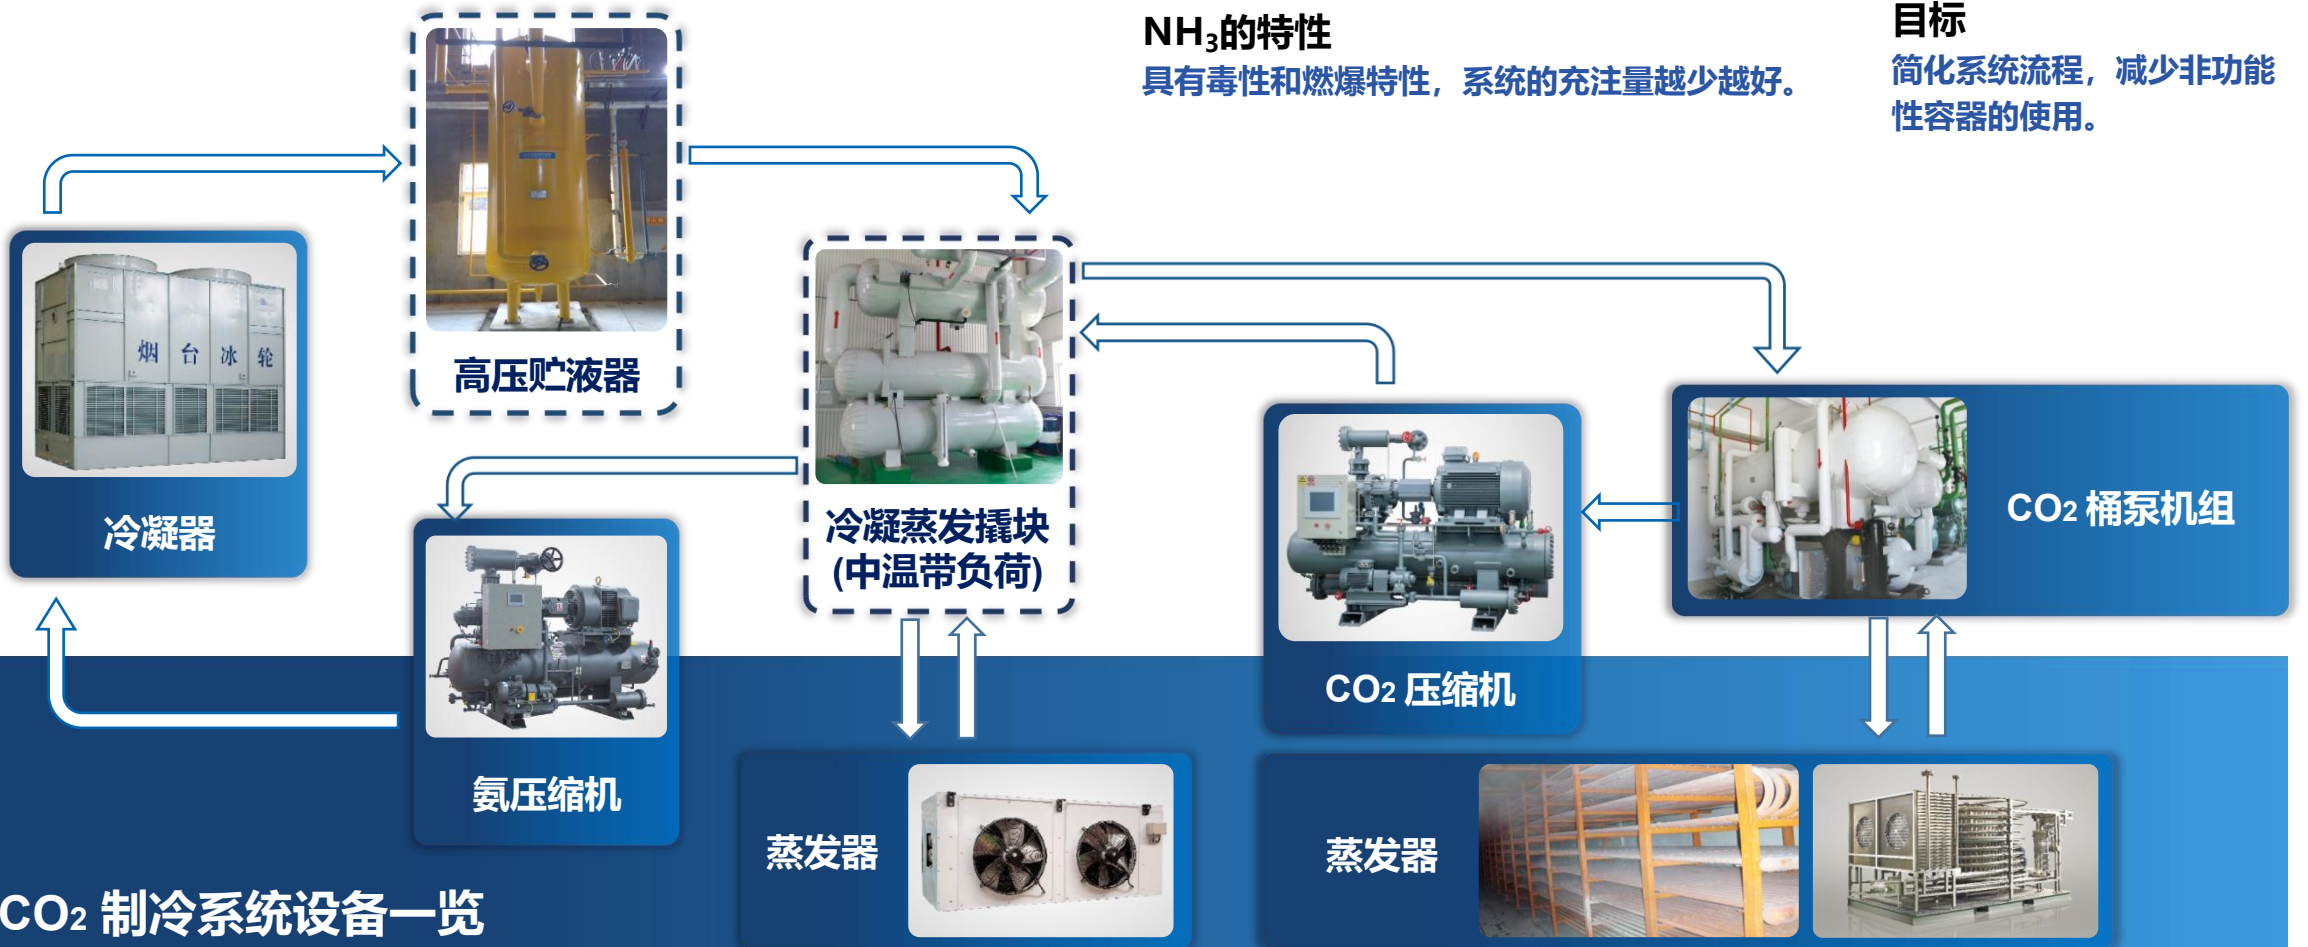 NH₃的特性
具有毒性和燃爆特性，系统的充注量越少越好。
目标
简化系统流程，减少非功能
性容器的使用。
高压贮液器
烟台冰轮
冷凝器
冷凝蒸发撬块
(中温带负荷)
CO₂ 桶泵机组
CO₂ 压缩机
氨压缩机
蒸发器
蒸发器
CO₂ 制冷系统设备一览